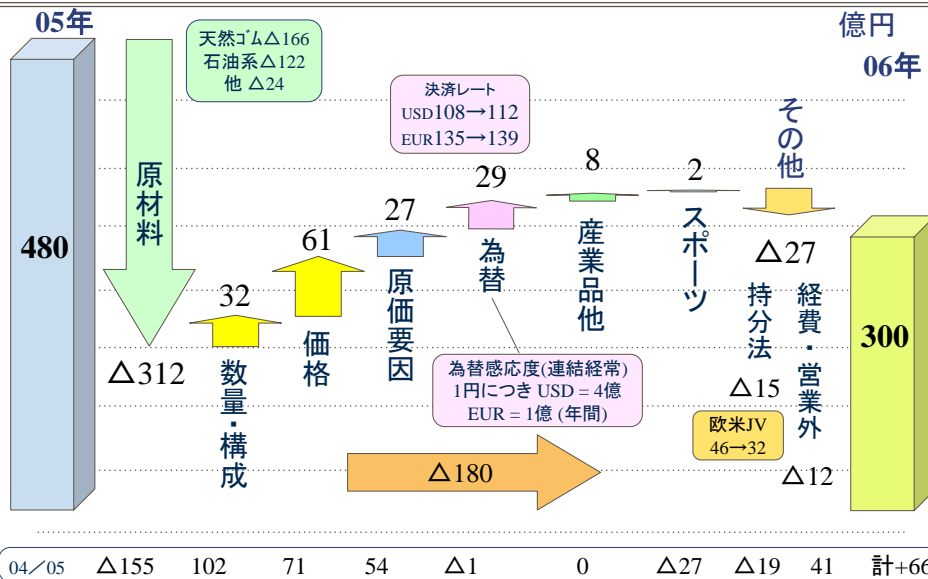 05年
億円
06年
天然ゴム△166
石油系△122
他 △24
決済レート
USD108→112
EUR135→139
480
原材料
△312
32
数量・構成
61
価格
27
原価要因
29
為替
8
産業品他
2
スポーツ
その他
△27
持分法
△15
経費・営業外
△12
300
為替感応度(連結経常)
1円につき USD = 4億
EUR = 1億 (年間)
欧米JV
46→32
△180
04／05 △155 102 71 54 △1 0 △27 △19 41 計+66